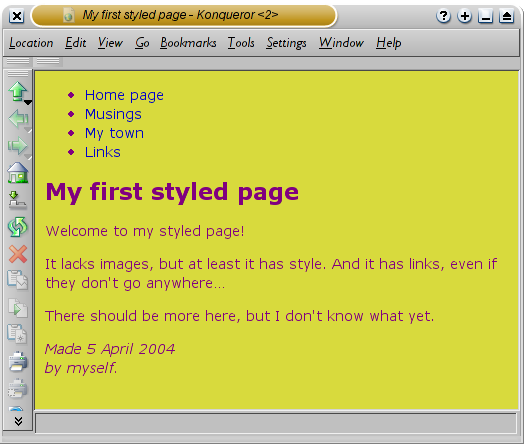 My first styled page - Konqueror <2>
Location Edit View Go Bookmarks Tools Settings Window Help
Home page
Musings
My town
Links
My first styled page
Welcome to my styled page!
It lacks images, but at least it has style. And it has links, even if
they don't go anywhere...
There should be more here, but I don't know what yet.
Made 5 April 2004
by myself.